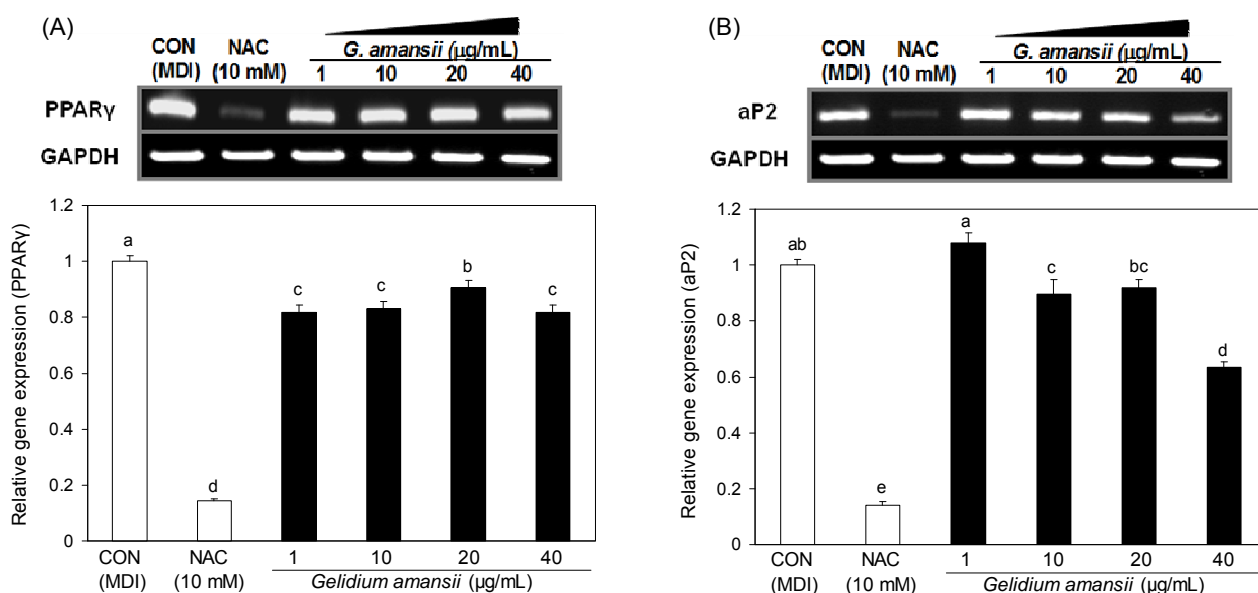 (A)
CON (MDI)
NAC (10 mM)
G. amansii (μg/mL)
1 10 20 40
PPARγ
GAPDH
Relative gene expression (PPARγ)
1.2
1
0.8
0.6
0.4
0.2
0
a
d
c
c
b
c
CON (MDI)
NAC (10 mM)
1 10 20 40
Gelidium amansii (μg/mL)
(B)
CON (MDI)
NAC (10 mM)
G. amansii (μg/mL)
1 10 20 40
aP2
GAPDH
Relative gene expression (aP2)
1.2
1
0.8
0.6
0.4
0.2
0
ab
e
a
c
bc
d
CON (MDI)
NAC (10 mM)
1 10 20 40
Gelidium amansii (μg/mL)